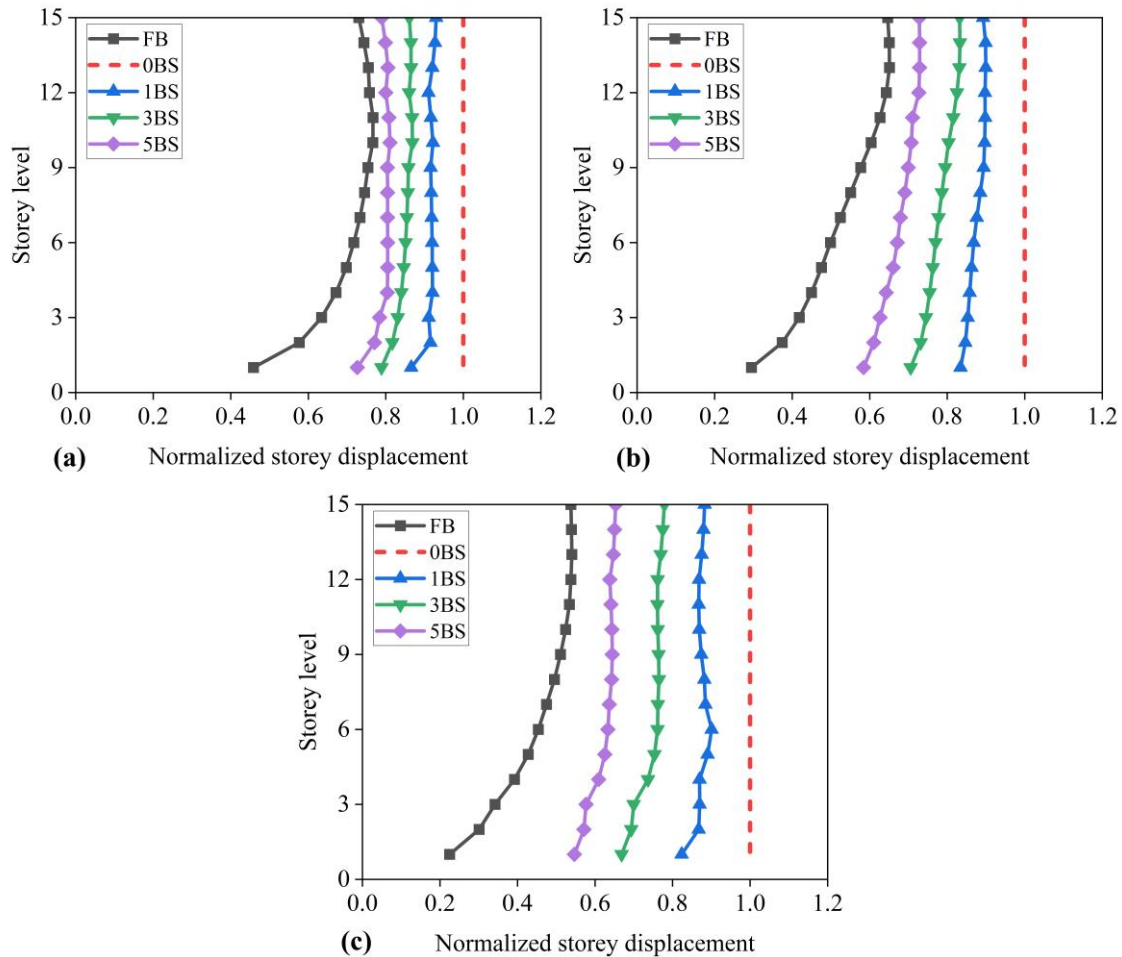 15
12
9
6
3
0
Storey level
FB
0BS
1BS
3BS
5BS
0.0 0.2 0.4 0.6 0.8 1.0 1.2
(a) Normalized storey displacement
15
12
9
6
3
0
Storey level
FB
0BS
1BS
3BS
5BS
0.0 0.2 0.4 0.6 0.8 1.0 1.2
(b) Normalized storey displacement
15
12
9
6
3
0
Storey level
FB
0BS
1BS
3BS
5BS
0.0 0.2 0.4 0.6 0.8 1.0 1.2
(c) Normalized storey displacement